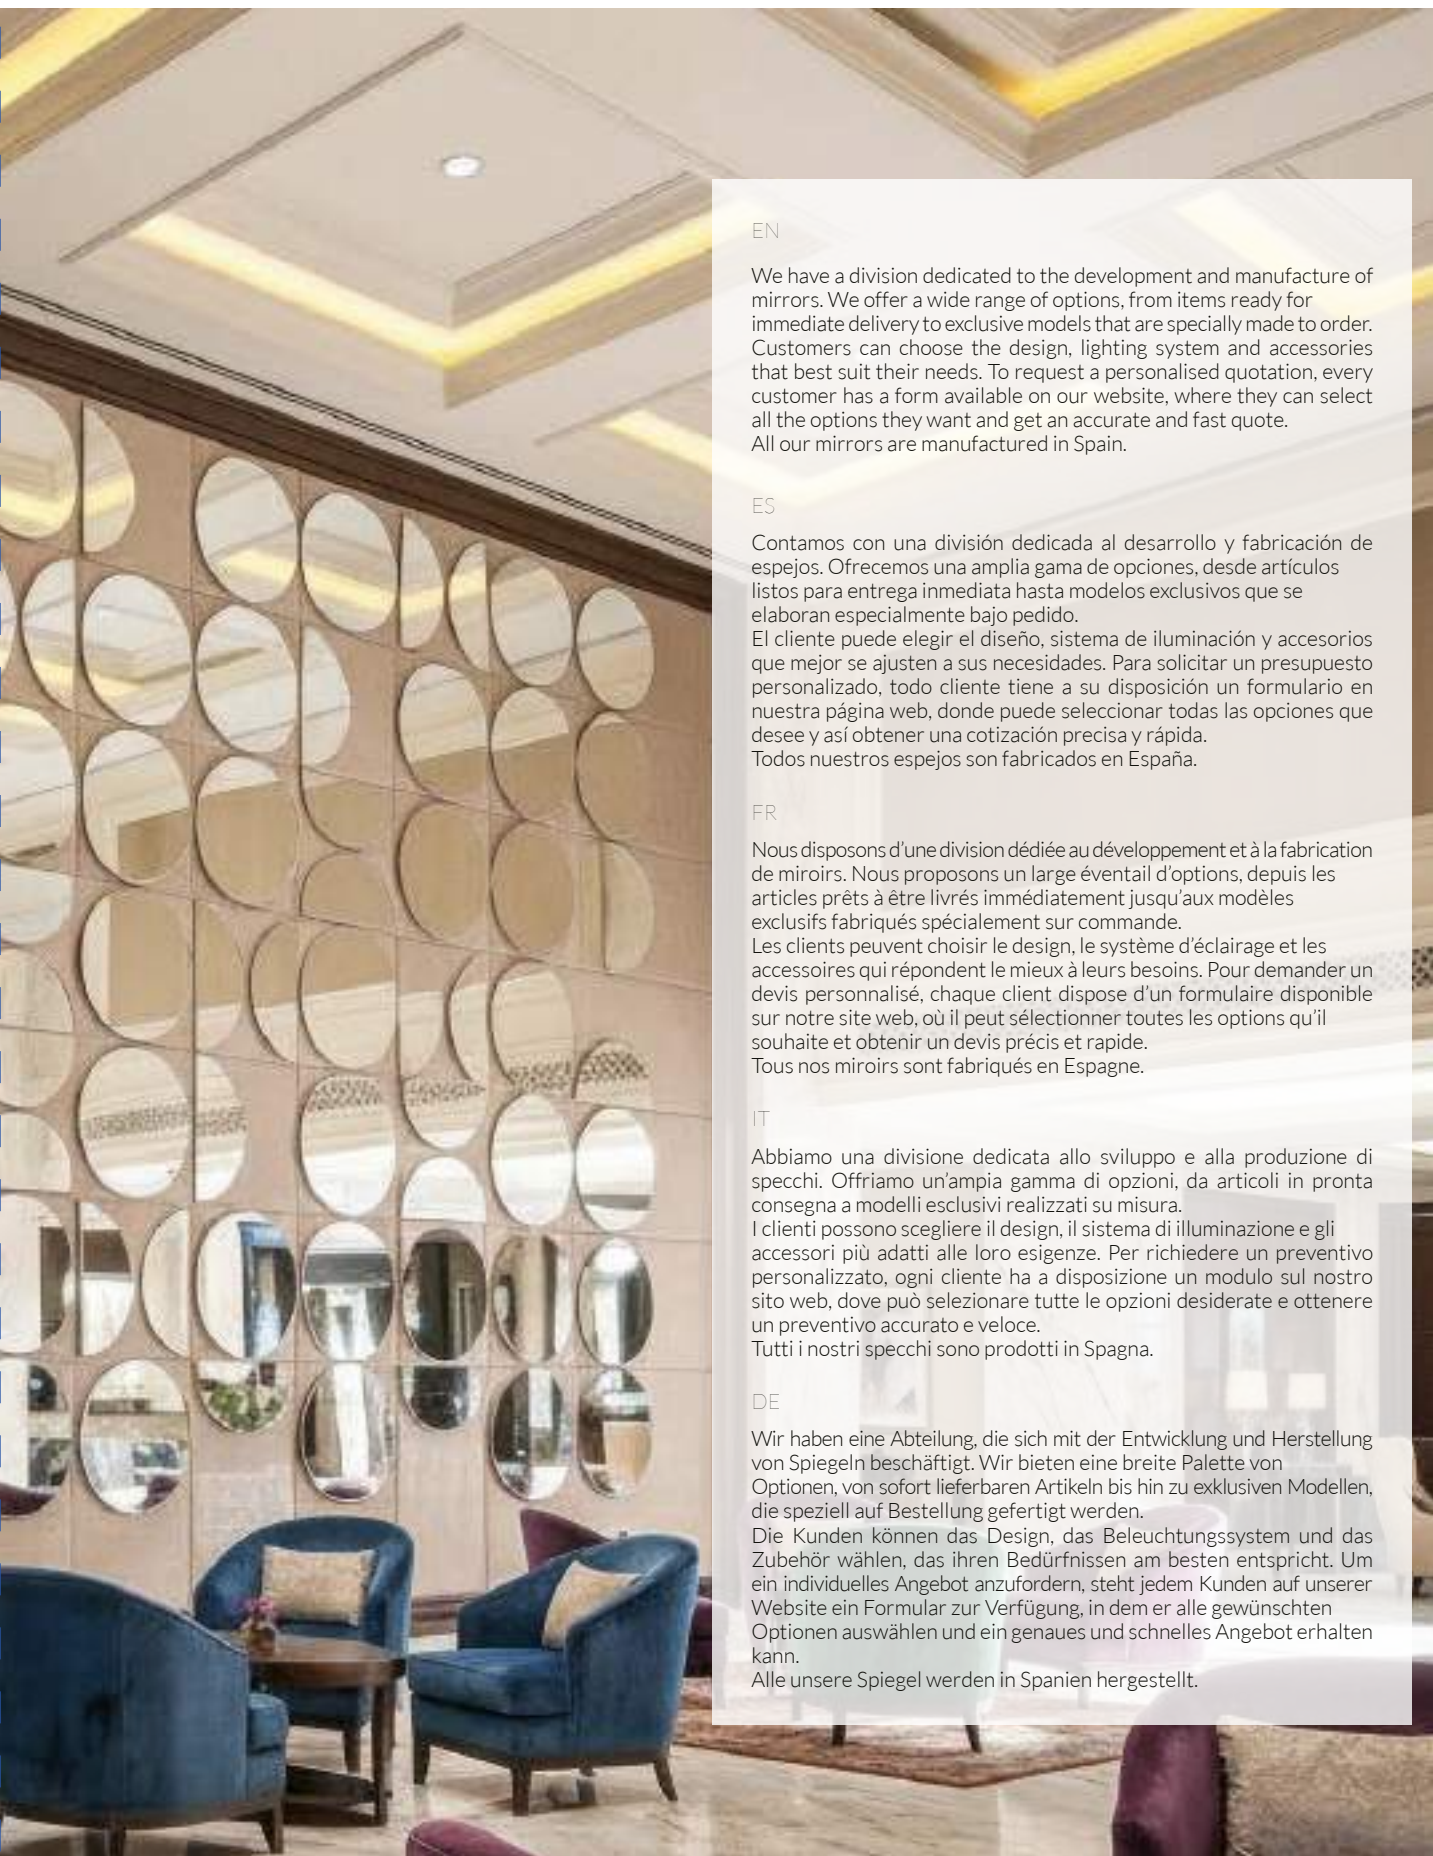 EN
We have a division dedicated to the development and manufacture of
mirrors. We offer a wide range of options, from items ready for
immediate delivery to exclusive models that are specially made to order.
Customers can choose the design, lighting system and accessories
that best suit their needs. To request a personalised quotation, every
customer has a form available on our website, where they can select
all the options they want and get an accurate and fast quote.
All our mirrors are manufactured in Spain.
ES
Contamos con una división dedicada al desarrollo y fabricación de
espejos. Ofrecemos una amplia gama de opciones, desde artículos
listos para entrega inmediata hasta modelos exclusivos que se
elaboran especialmente bajo pedido.
El cliente puede elegir el diseño, sistema de iluminación y accesorios
que mejor se ajusten a sus necesidades. Para solicitar un presupuesto
personalizado, todo cliente tiene a su disposición un formulario en
nuestra página web, donde puede seleccionar todas las opciones que
desee y así obtener una cotización precisa y rápida.
Todos nuestros espejos son fabricados en España.
FR
Nous disposons d’une division dédiée au développement et à la fabrication
de miroirs. Nous proposons un large éventail d’options, depuis les
articles prêts à être livrés immédiatement jusqu’aux modèles
exclusifs fabriqués spécialement sur commande.
Les clients peuvent choisir le design, le système d’éclairage et les
accessoires qui répondent le mieux à leurs besoins. Pour demander un
devis personnalisé, chaque client dispose d’un formulaire disponible
sur notre site web, où il peut sélectionner toutes les options qu’il
souhaite et obtenir un devis précis et rapide.
Tous nos miroirs sont fabriqués en Espagne.
IT
Abbiamo una divisione dedicata allo sviluppo e alla produzione di
specchi. Offriamo un’ampia gamma di opzioni, da articoli in pronta
consegna a modelli esclusivi realizzati su misura.
I clienti possono scegliere il design, il sistema di illuminazione e gli
accessori più adatti alle loro esigenze. Per richiedere un preventivo
personalizzato, ogni cliente ha a disposizione un modulo sul nostro
sito web, dove può selezionare tutte le opzioni desiderate e ottenere
un preventivo accurato e veloce.
Tutti i nostri specchi sono prodotti in Spagna.
DE
Wir haben eine Abteilung, die sich mit der Entwicklung und Herstellung
von Spiegeln beschäftigt. Wir bieten eine breite Palette von
Optionen, von sofort lieferbaren Artikeln bis hin zu exklusiven Modellen,
die speziell auf Bestellung gefertigt werden.
Die Kunden können das Design, das Beleuchtungssystem und das
Zubehör wählen, das ihren Bedürfnissen am besten entspricht. Um
ein individuelles Angebot anzufordern, steht jedem Kunden auf unserer
Website ein Formular zur Verfügung, in dem er alle gewünschten
Optionen auswählen und ein genaues und schnelles Angebot erhalten
kann.
Alle unsere Spiegel werden in Spanien hergestellt.